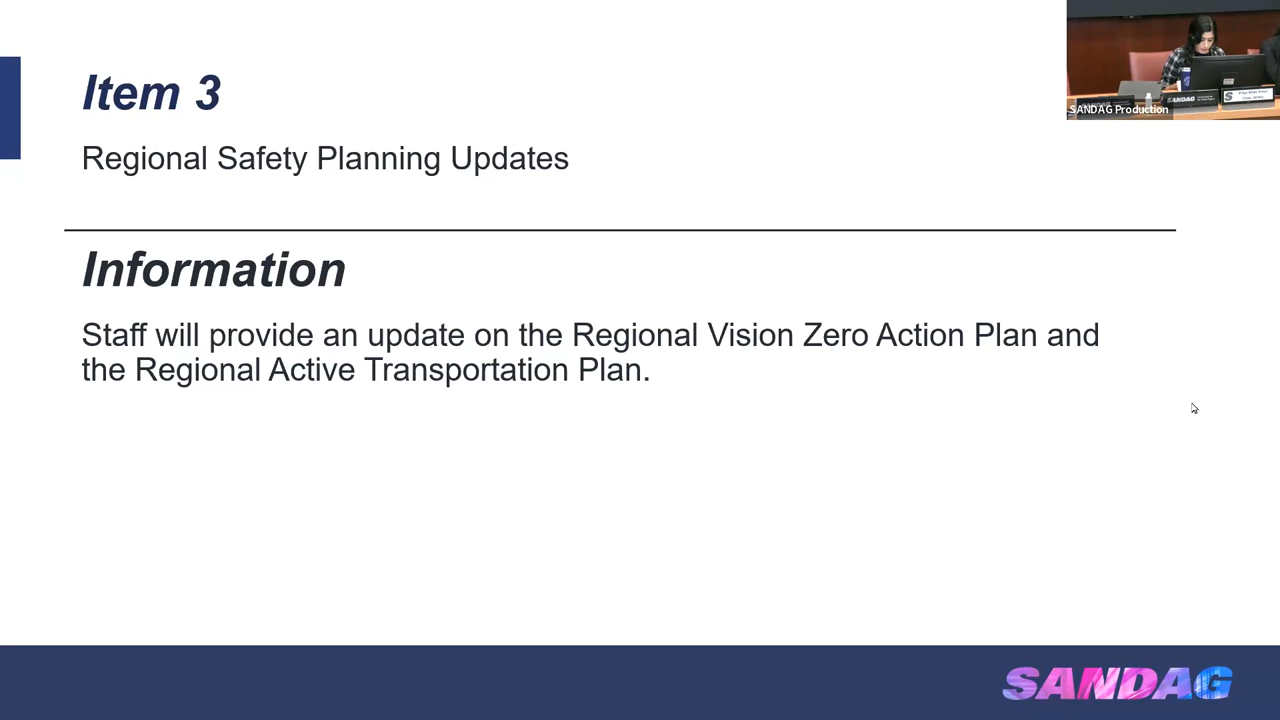 Item 3
Regional Safety Planning Updates
Information
Staff will provide an update on the Regional Vision Zero Action Plan and
the Regional Active Transportation Plan.
SANDAG Production
SANDAG
SANDAG